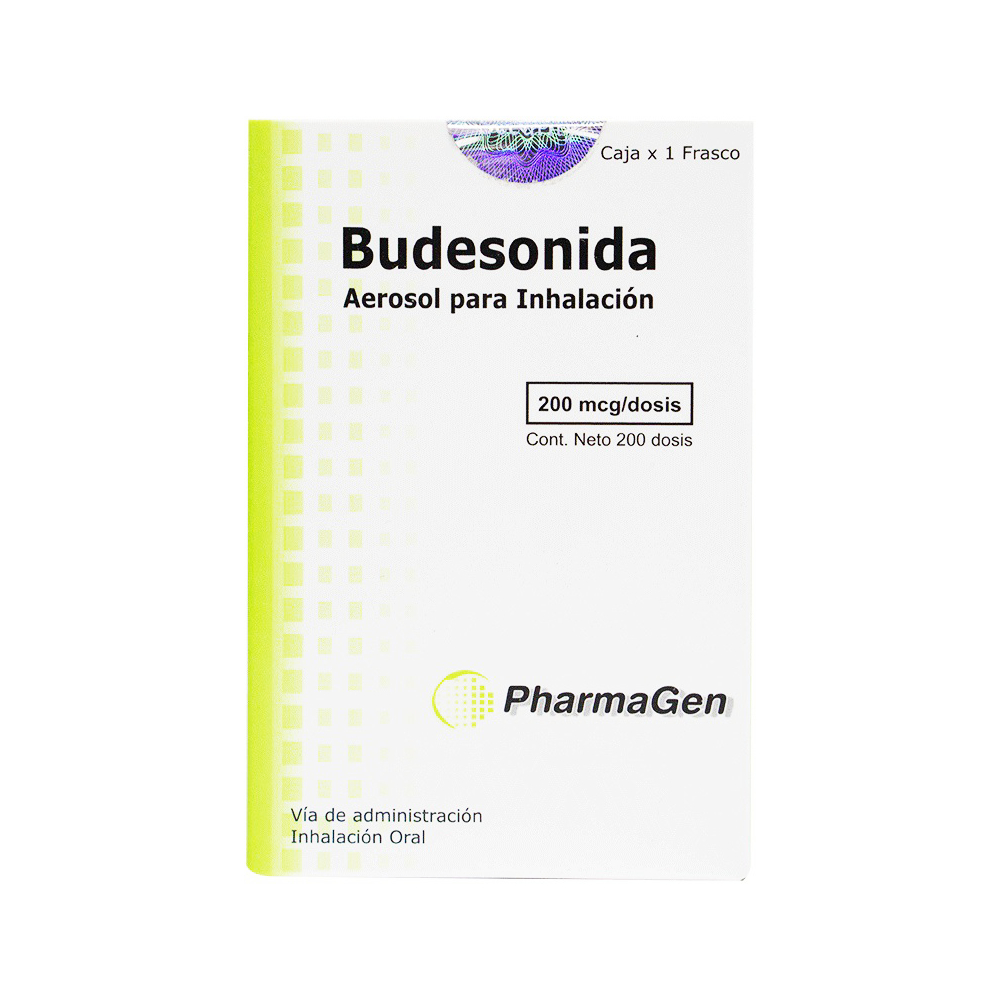 Caja x 1 Frasco
Budesonida
Aerosol para Inhalación
200 mcg/dosis
Cont. Neto 200 dosis
PharmaGen
Vía de administración
Inhalación Oral